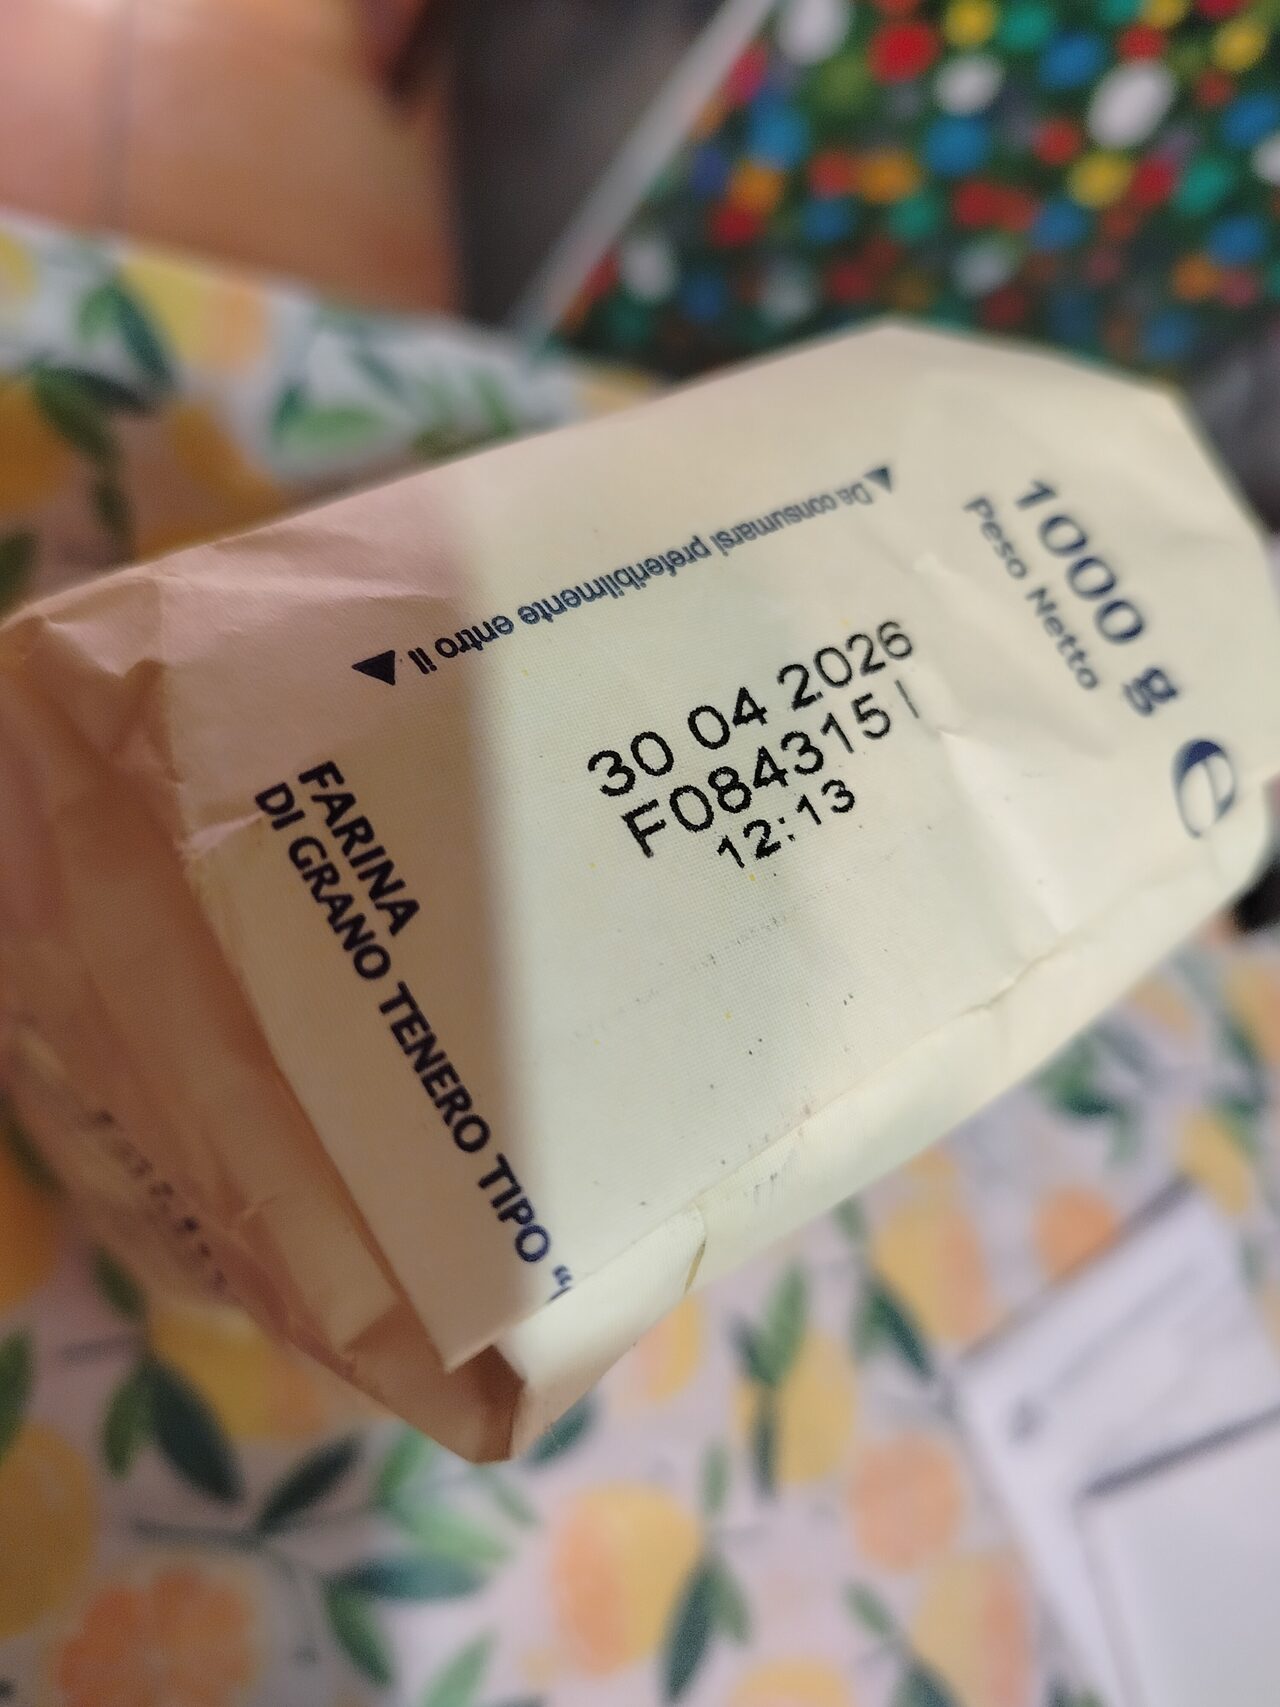 Da consumarsi preferibilmente entro il
30 04 2026
F084315 I
12:13
1000 g e
Peso Netto
FARINA
DI GRANO TENERO TIPO "